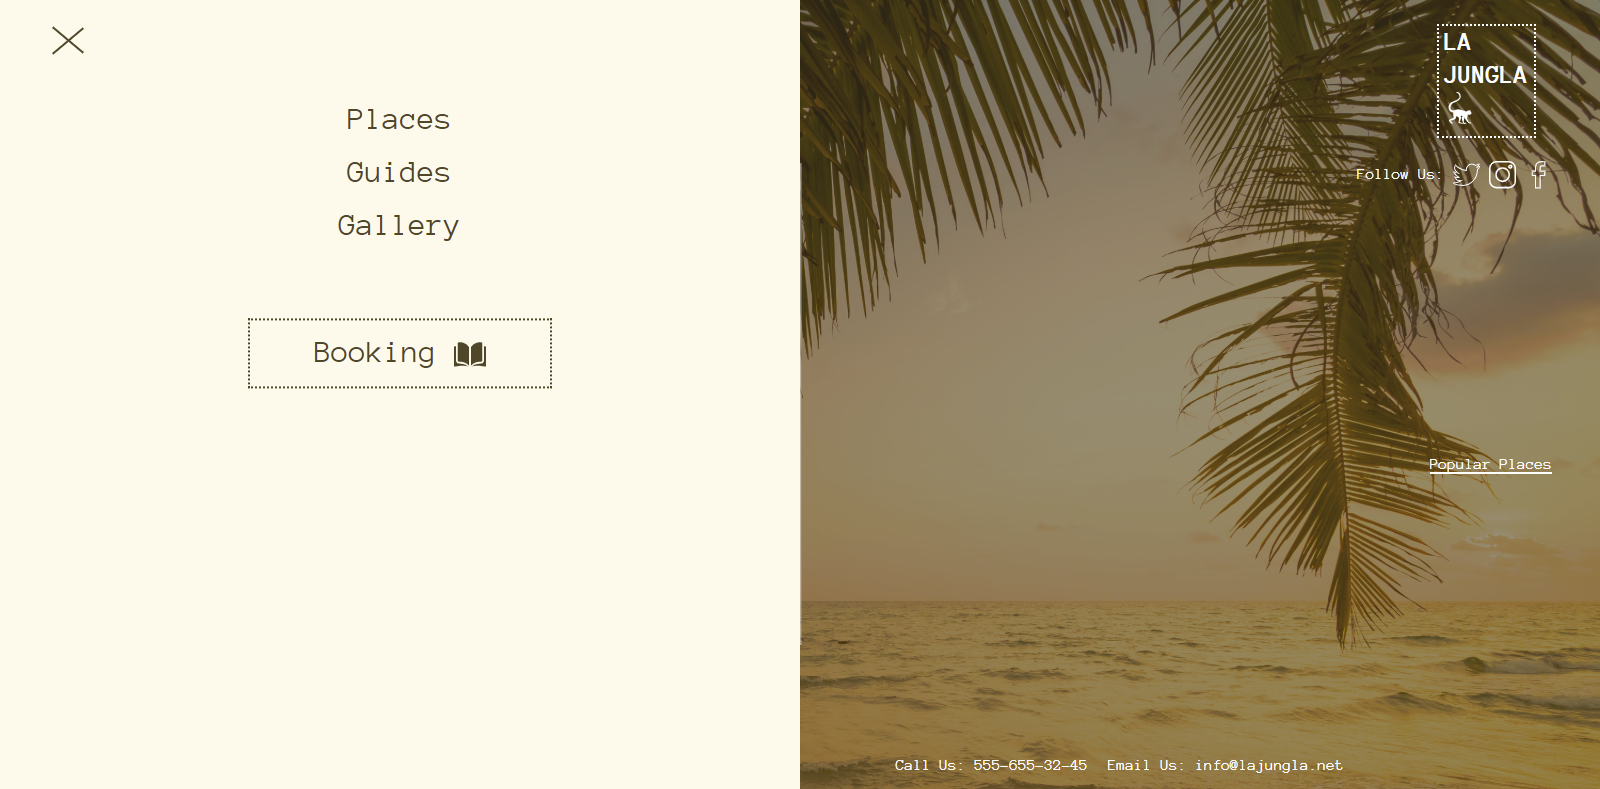 Places
Guides
Gallery
Booking
LA
JUNGLA
Follow Us:
Popular Places
Call Us: 555-655-32-45 Email Us: info@lajungla.net